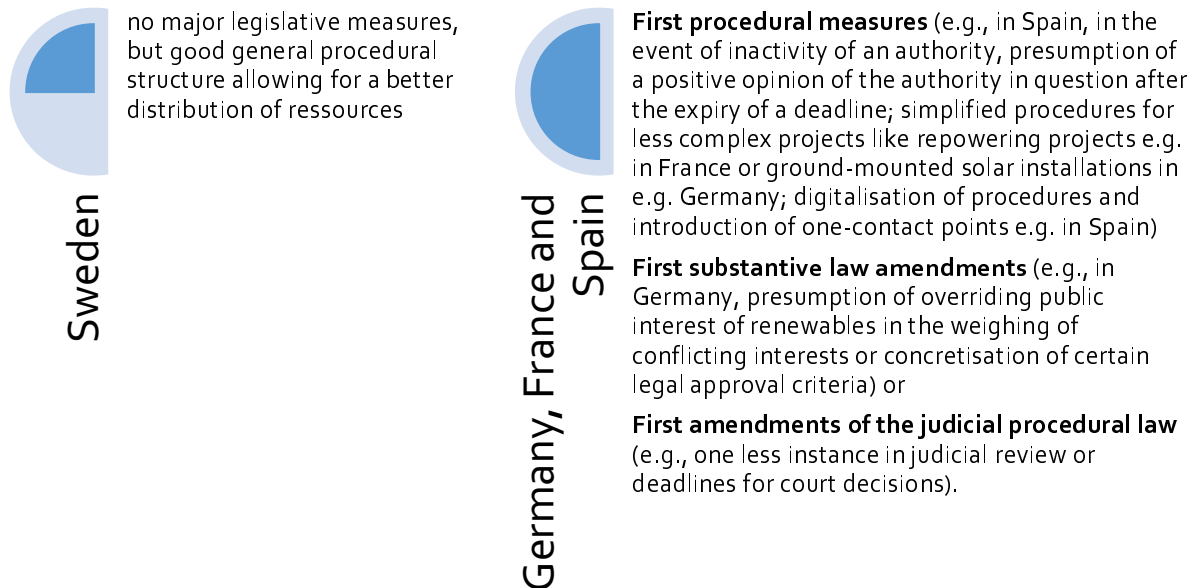 no major legislative measures,
but good general procedural
structure allowing for a better
distribution of ressources
Sweden
First procedural measures (e.g., in Spain, in the
event of inactivity of an authority, presumption of
a positive opinion of the authority in question after
the expiry of a deadline; simplified procedures for
less complex projects like repowering projects e.g.
in France or ground-mounted solar installations in
e.g. Germany; digitalisation of procedures and
introduction of one-contact points e.g. in Spain)
First substantive law amendments (e.g., in
Germany, presumption of overriding public
interest of renewables in the weighing of
conflicting interests or concretisation of certain
legal approval criteria) or
First amendments of the judicial procedural law
(e.g., one less instance in judicial review or
deadlines for court decisions).
Germany, France and
Spain